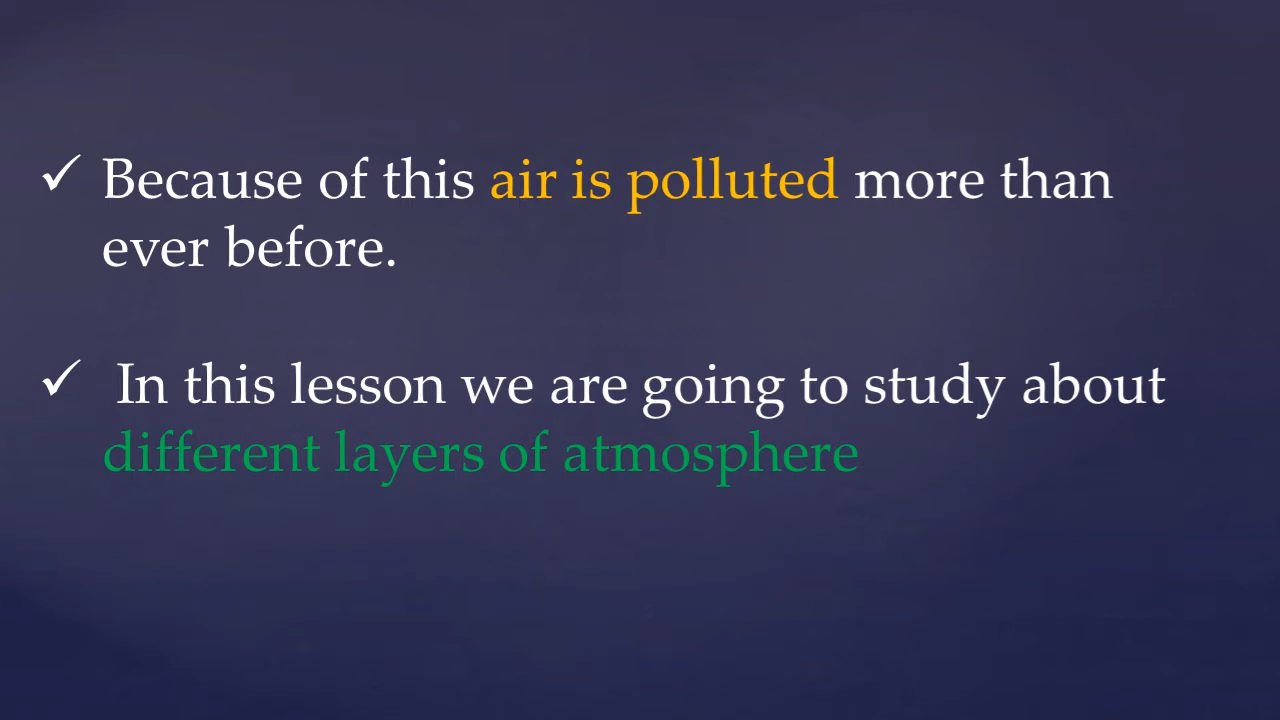 ✓ Because of this air is polluted more than
ever before.
✓ In this lesson we are going to study about
different layers of atmosphere